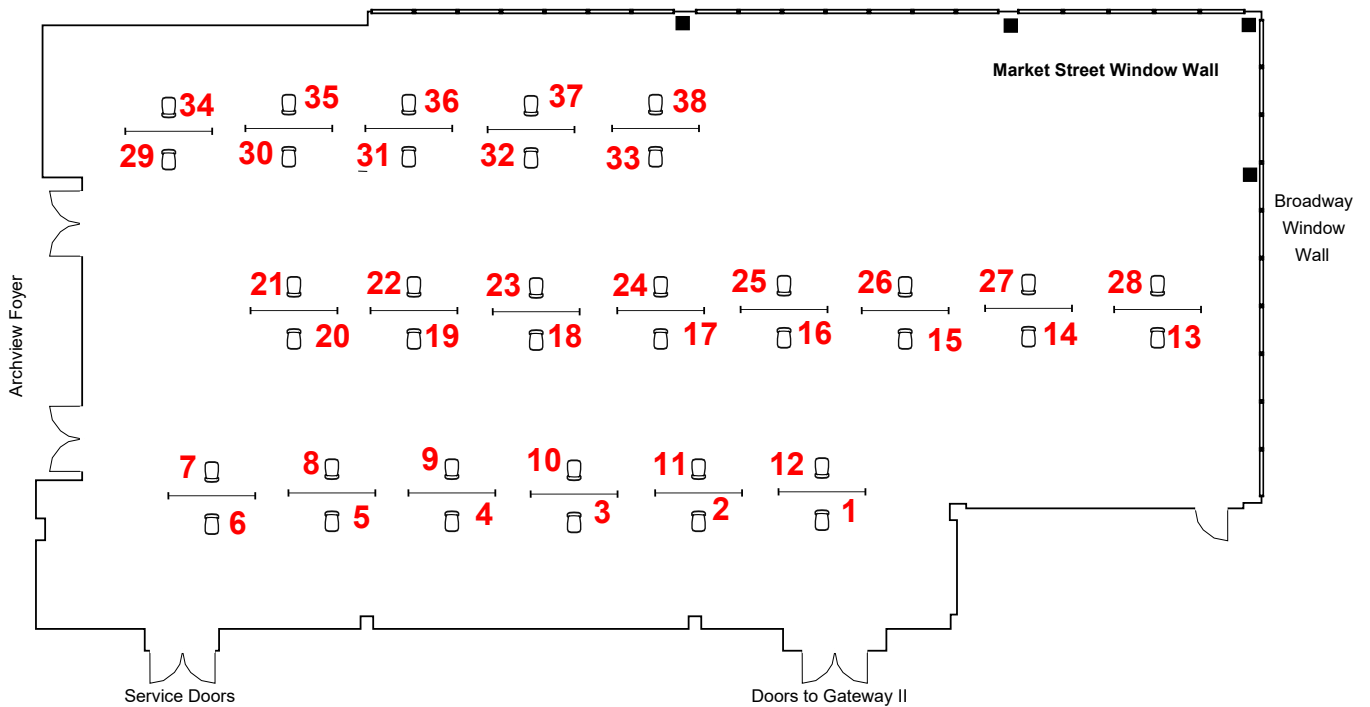 Market Street Window Wall
34 35 36 37 38
29 30 31 32 33
Broadway
Window
Wall
Archview Foyer
21 22 23 24 25 26 27 28
20 19 18 17 16 15 14 13
7 8 9 10 11 12
6 5 4 3 2 1
Service Doors
Doors to Gateway II